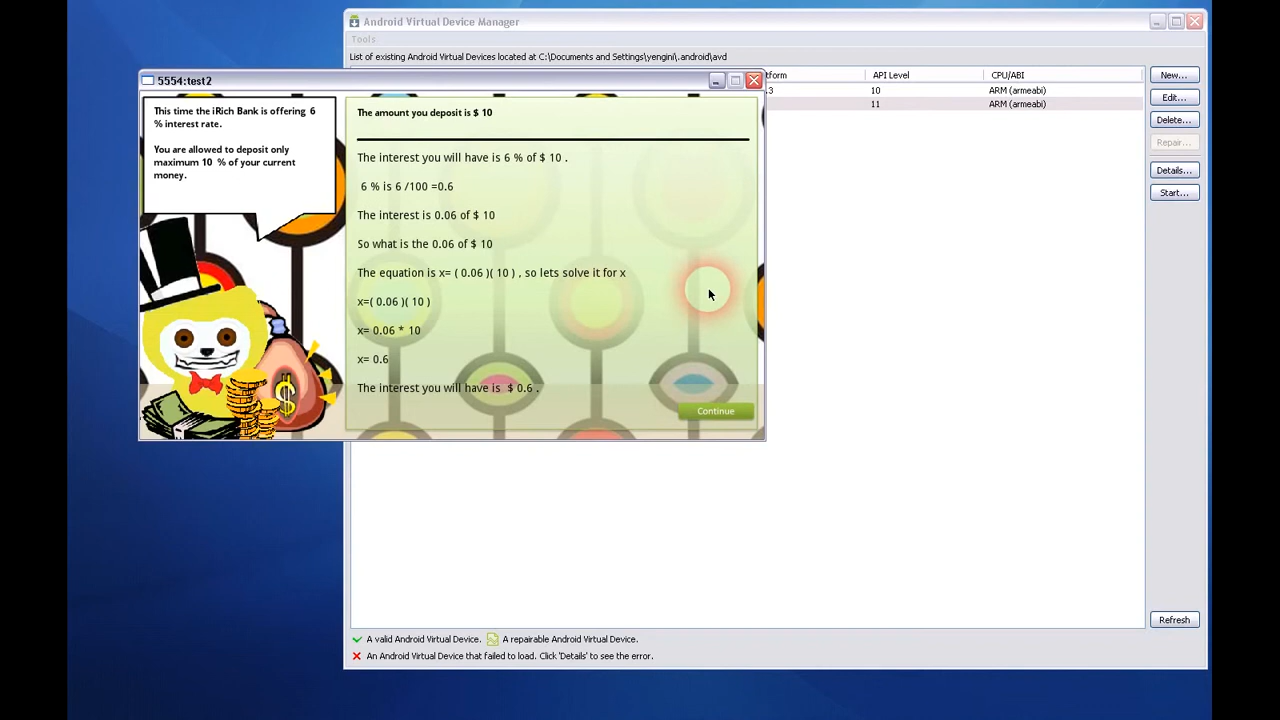 Android Virtual Device Manager
Tools
List of existing Android Virtual Devices located at C:\Documents and Settings\yengini\.android\avd
tform API Level CPU/ABI
.3 10 ARM (armeabi)
11 ARM (armeabi)
New...
Edit...
Delete...
Repair...
Details...
Start...
Refresh
5554:test2
This time the iRich Bank is offering 6
% interest rate.
You are allowed to deposit only
maximum 10 % of your current
money.
The amount you deposit is $ 10
The interest you will have is 6 % of $ 10 .
6 % is 6 /100 =0.6
The interest is 0.06 of $ 10
So what is the 0.06 of $ 10
The equation is x= ( 0.06 )( 10 ) , so lets solve it for x
x=( 0.06 )( 10 )
x= 0.06 * 10
x= 0.6
The interest you will have is $ 0.6 .
Continue
$
A valid Android Virtual Device. A repairable Android Virtual Device.
An Android Virtual Device that failed to load. Click 'Details' to see the error.